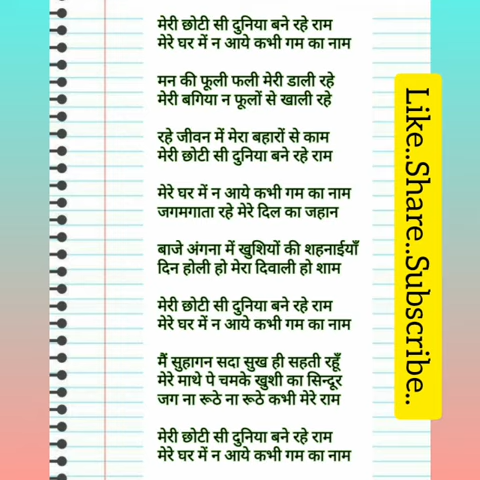 मेरी छोटी सी दुनिया बने रहे राम
मेरे घर में न आये कभी गम का नाम
मन की फूली फली मेरी डाली रहे
मेरी बगिया न फूलों से खाली रहे
रहे जीवन में मेरा बहारों से काम
मेरी छोटी सी दुनिया बने रहे राम
मेरे घर में न आये कभी गम का नाम
जगमगाता रहे मेरे दिल का जहान
बाजे अंगना में खुशियों की शहनाईयाँ
दिन होली हो मेरा दिवाली हो शाम
मेरी छोटी सी दुनिया बने रहे राम
मेरे घर में न आये कभी गम का नाम
मैं सुहागन सदा सुख ही सहती रहूँ
मेरे माथे पे चमके खुशी का सिन्दूर
जग ना रूठे ना रूठे कभी मेरे राम
मेरी छोटी सी दुनिया बने रहे राम
मेरे घर में न आये कभी गम का नाम
Like..Share..Subscribe..